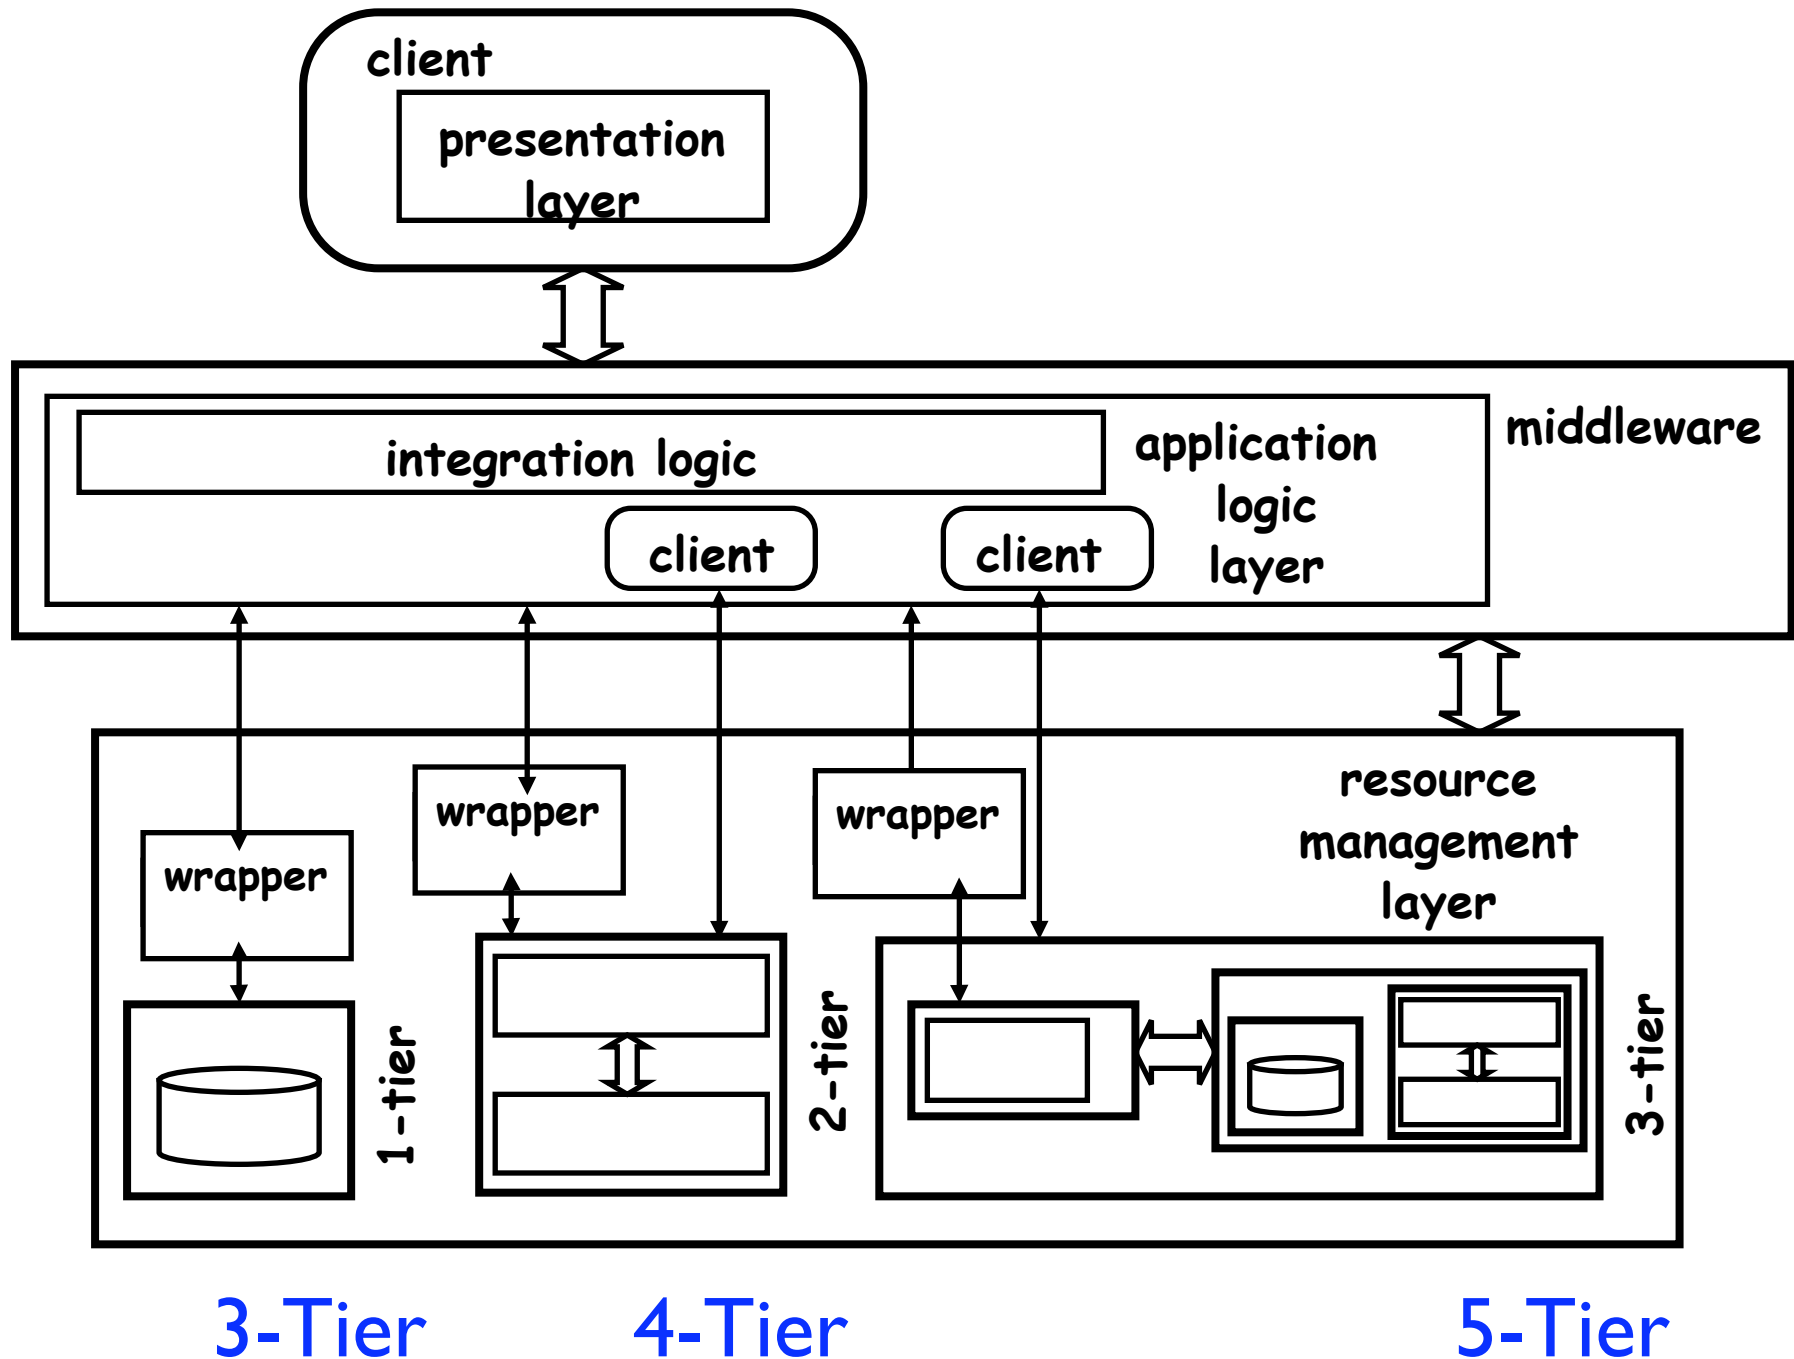 client
presentation
layer
integration logic
application
logic
layer
middleware
client
client
wrapper
wrapper
wrapper
resource
management
layer
1-tier
2-tier
3-tier
3-Tier
4-Tier
5-Tier